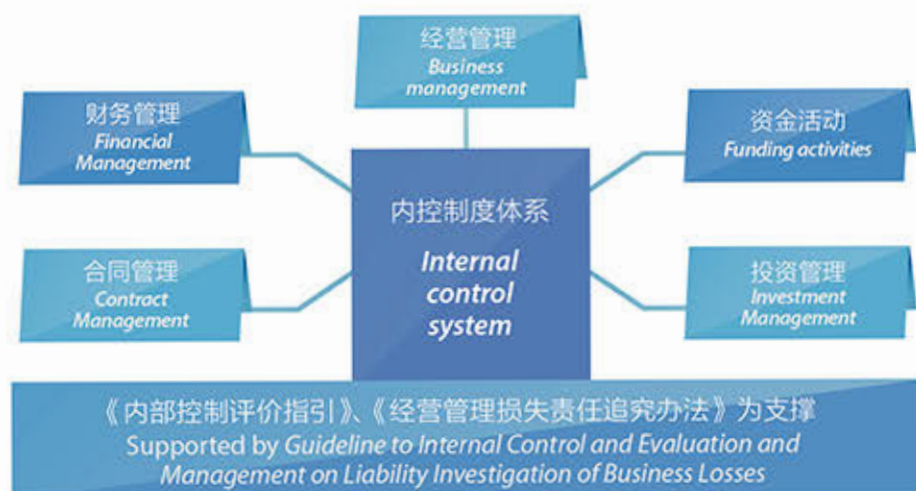 经营管理
Business
management
财务管理
Financial
Management
资金活动
Funding activities
内控制度体系
Internal
control
system
合同管理
Contract
Management
投资管理
Investment
Management
《内部控制评价指引》、《经营管理损失责任追究办法》为支撑
Supported by Guideline to Internal Control and Evaluation and
Management on Liability Investigation of Business Losses